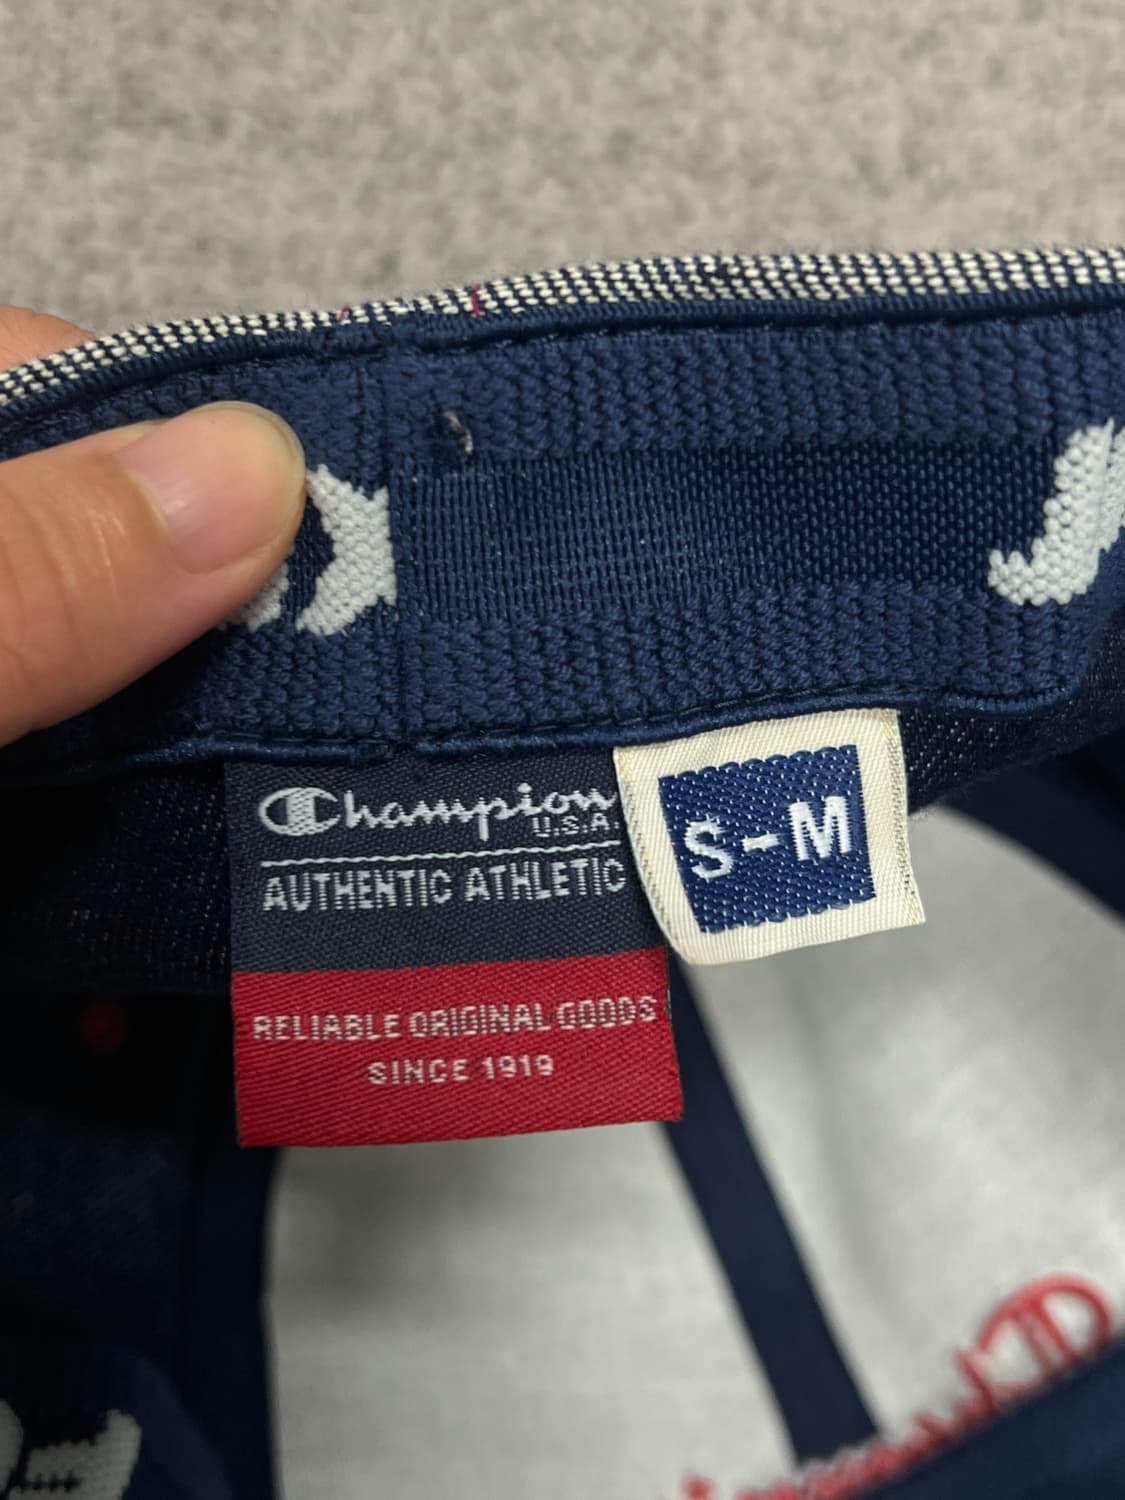 Champion
U.S.A.
AUTHENTIC ATHLETIC
S-M
RELIABLE ORIGINAL GOODS
SINCE 1919